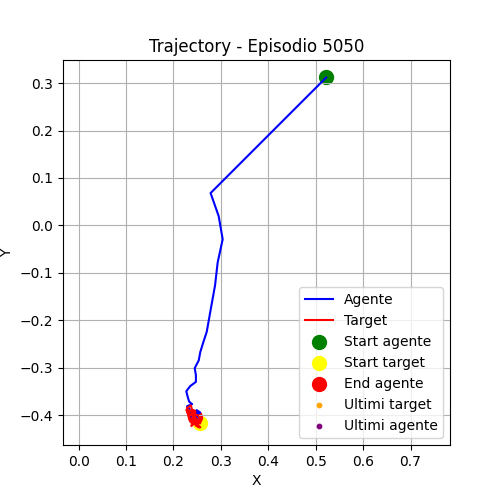 Trajectory - Episodio 5050
0.3
0.2
0.1
0.0
−0.1
−0.2
−0.3
−0.4
Y
0.0 0.1 0.2 0.3 0.4 0.5 0.6 0.7
X
Agente
Target
Start agente
Start target
End agente
Ultimi target
Ultimi agente